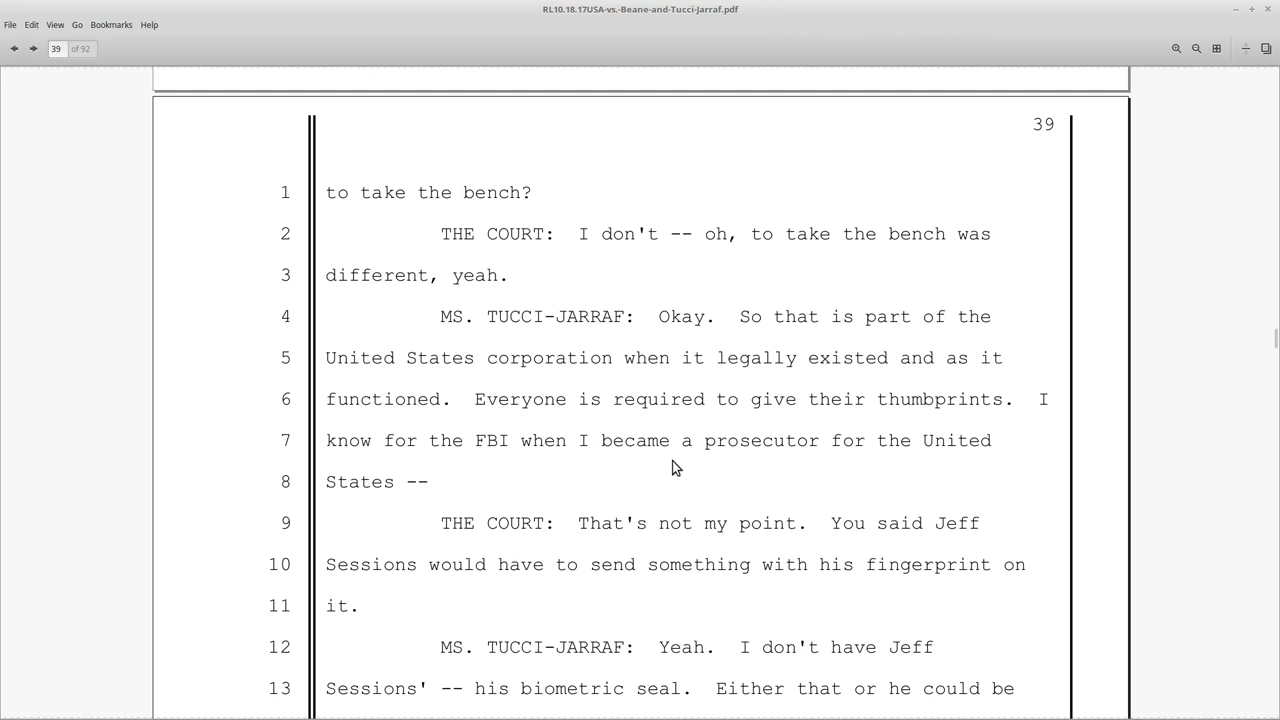 RL10.18.17USA-vs.-Beane-and-Tucci-Jarraf.pdf
File Edit View Go Bookmarks Help
39 of 92
39
1 to take the bench?
2 THE COURT: I don't -- oh, to take the bench was
3 different, yeah.
4 MS. TUCCI-JARRAF: Okay. So that is part of the
5 United States corporation when it legally existed and as it
6 functioned. Everyone is required to give their thumbprints. I
7 know for the FBI when I became a prosecutor for the United
8 States --
9 THE COURT: That's not my point. You said Jeff
10 Sessions would have to send something with his fingerprint on
11 it.
12 MS. TUCCI-JARRAF: Yeah. I don't have Jeff
13 Sessions' -- his biometric seal. Either that or he could be